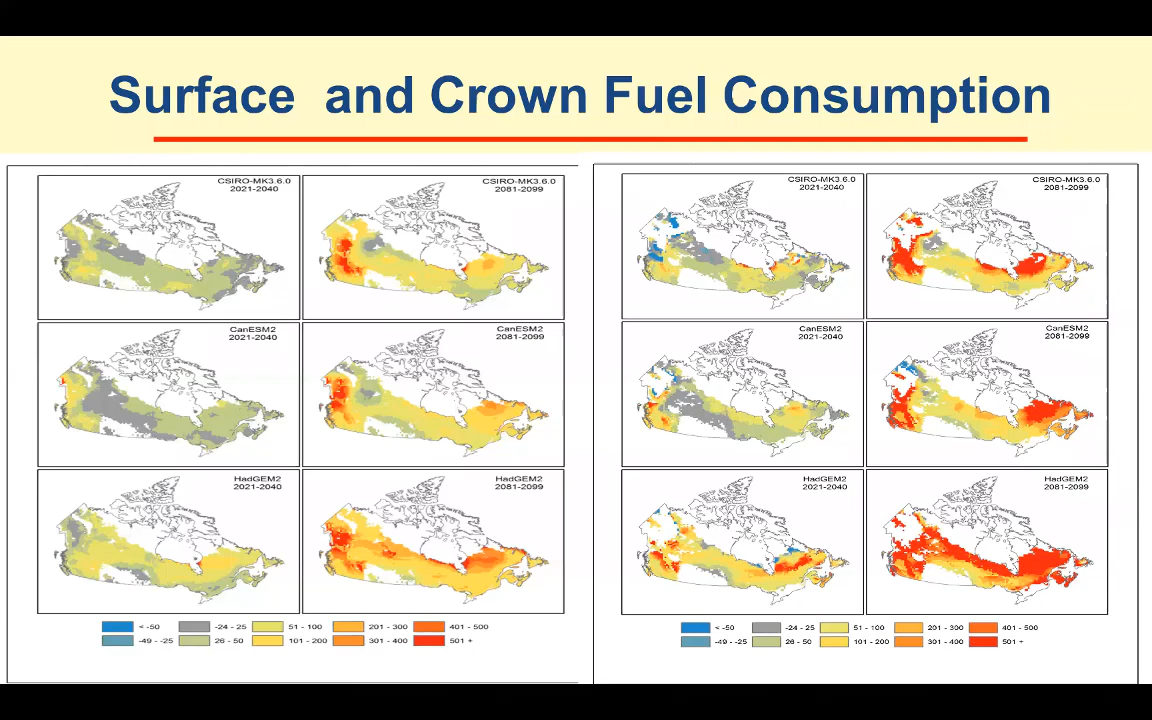 Surface and Crown Fuel Consumption
CSIRO-MK3.6.0
2021-2040
CSIRO-MK3.6.0
2081-2099
CanESM2
2021-2040
CanESM2
2081-2099
HadGEM2
2021-2040
HadGEM2
2081-2099
< -50
-24 - 25
51 - 100
201 - 300
401 - 500
-49 - -25
26 - 50
101 - 200
301 - 400
501 +
CSIRO-MK3.6.0
2021-2040
CSIRO-MK3.6.0
2081-2099
CanESM2
2021-2040
CanESM2
2081-2099
HadGEM2
2021-2040
HadGEM2
2081-2099
< -50
-24 - 25
51 - 100
201 - 300
401 - 500
-49 - -25
26 - 50
101 - 200
301 - 400
501 +